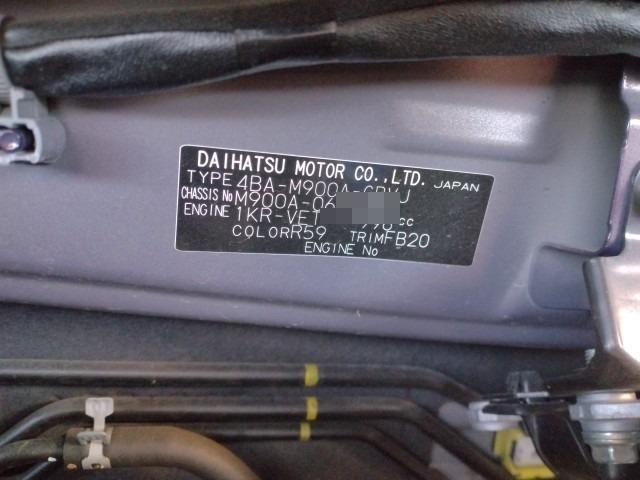 DAIHATSU MOTOR CO.,LTD. JAPAN
TYPE 4BA-M900A-GBVJ
CHASSIS No M900A-06
ENGINE 1KR-VET cc
COLOR R59 TRIM FB20
ENGINE No